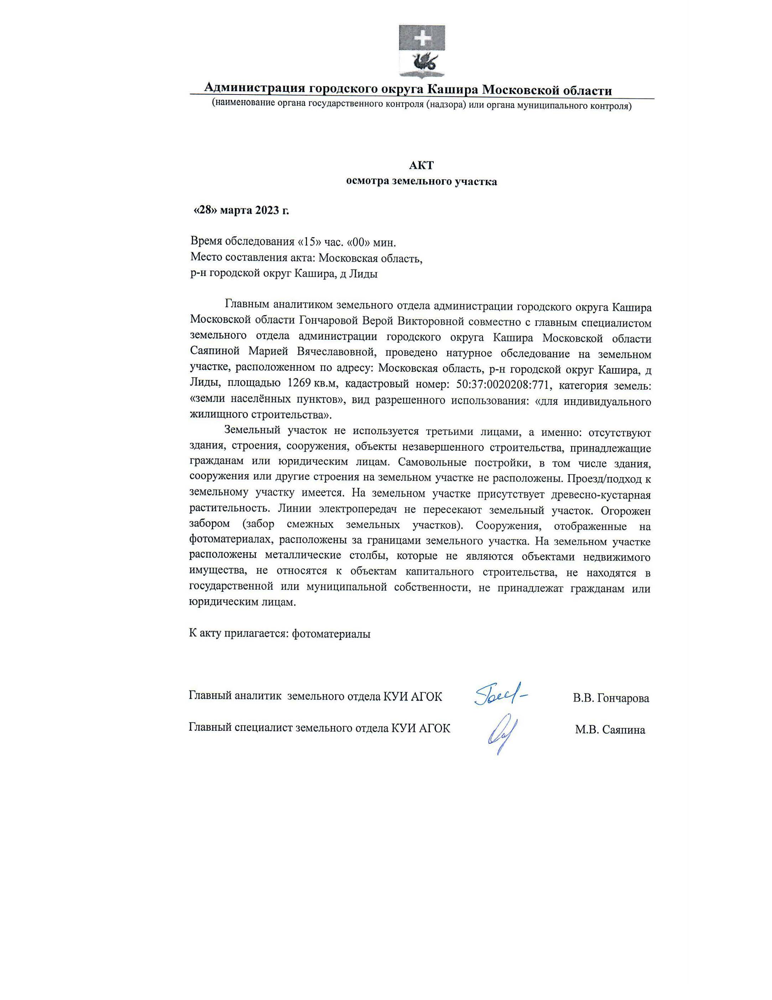 Администрация городского округа Кашира Московской области
(наименование органа государственного контроля (надзора) или органа муниципального контроля)
АКТ
осмотра земельного участка
«28» марта 2023 г.
Время обследования «15» час. «00» мин.
Место составления акта: Московская область,
р-н городской округ Кашира, д Лиды
Главным аналитиком земельного отдела администрации городского округа Кашира
Московской области Гончаровой Верой Викторовной совместно с главным специалистом
земельного отдела администрации городского округа Кашира Московской области
Саяпиной Марией Вячеславовной, проведено натурное обследование на земельном
участке, расположенном по адресу: Московская область, р-н городской округ Кашира, д
Лиды, площадью 1269 кв.м, кадастровый номер: 50:37:0020208:771, категория земель:
«земли населённых пунктов», вид разрешенного использования: «для индивидуального
жилищного строительства».
Земельный участок не используется третьими лицами, а именно: отсутствуют
здания, строения, сооружения, объекты незавершенного строительства, принадлежащие
гражданам или юридическим лицам. Самовольные постройки, в том числе здания,
сооружения или другие строения на земельном участке не расположены. Проезд/подход к
земельному участку имеется. На земельном участке присутствует древесно-кустарная
растительность. Линии электропередач не пересекают земельный участок. Огорожен
забором (забор смежных земельных участков). Сооружения, отображенные на
фотоматериалах, расположены за границами земельного участка. На земельном участке
расположены металлические столбы, которые не являются объектами недвижимого
имущества, не относятся к объектам капитального строительства, не находятся в
государственной или муниципальной собственности, не принадлежат гражданам или
юридическим лицам.
К акту прилагается: фотоматериалы
Главный аналитик земельного отдела КУИ АГОК В.В. Гончарова
Главный специалист земельного отдела КУИ АГОК М.В. Саяпина